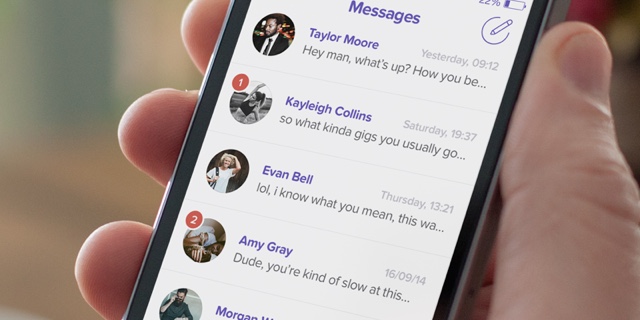 22%
Messages
Taylor Moore
Yesterday, 09:12
Hey man, what's up? How you be...
1
Kayleigh Collins
Saturday, 19:37
so what kinda gigs you usually go...
Evan Bell
Thursday, 13:21
lol, i know what you mean, this wa...
2
Amy Gray
16/09/14
Dude, you're kind of slow at this...
Morgan